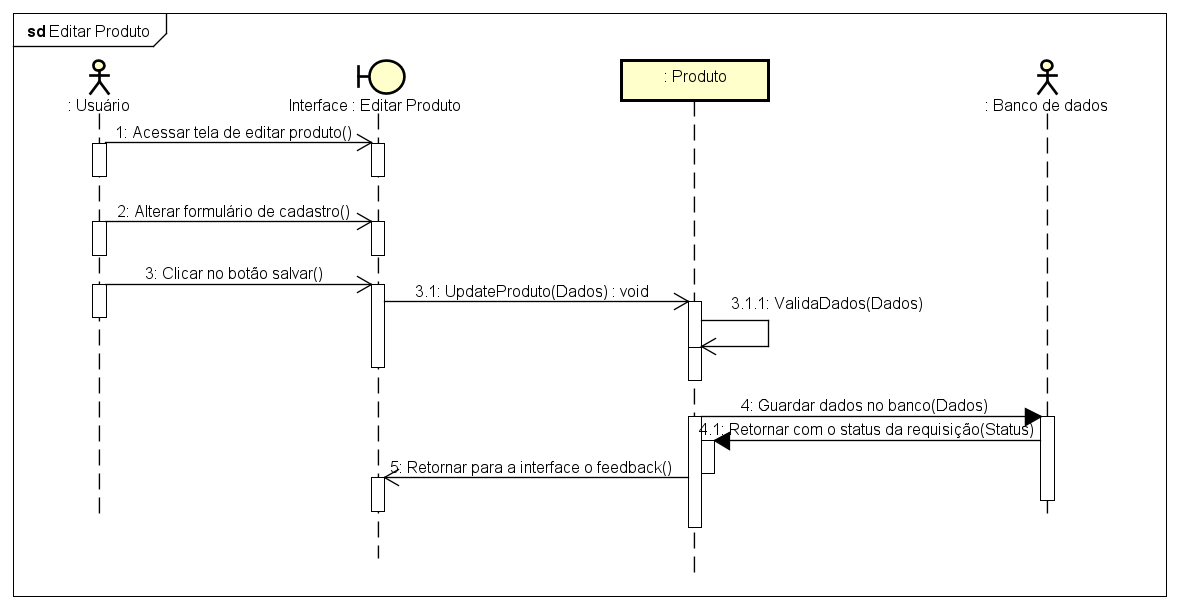 sd Editar Produto
: Usuário
Interface : Editar Produto
: Produto
: Banco de dados
1: Acessar tela de editar produto()
2: Alterar formulário de cadastro()
3: Clicar no botão salvar()
3.1: UpdateProduto(Dados) : void
3.1.1: ValidaDados(Dados)
4: Guardar dados no banco(Dados)
4.1: Retornar com o status da requisição(Status)
5: Retornar para a interface o feedback()